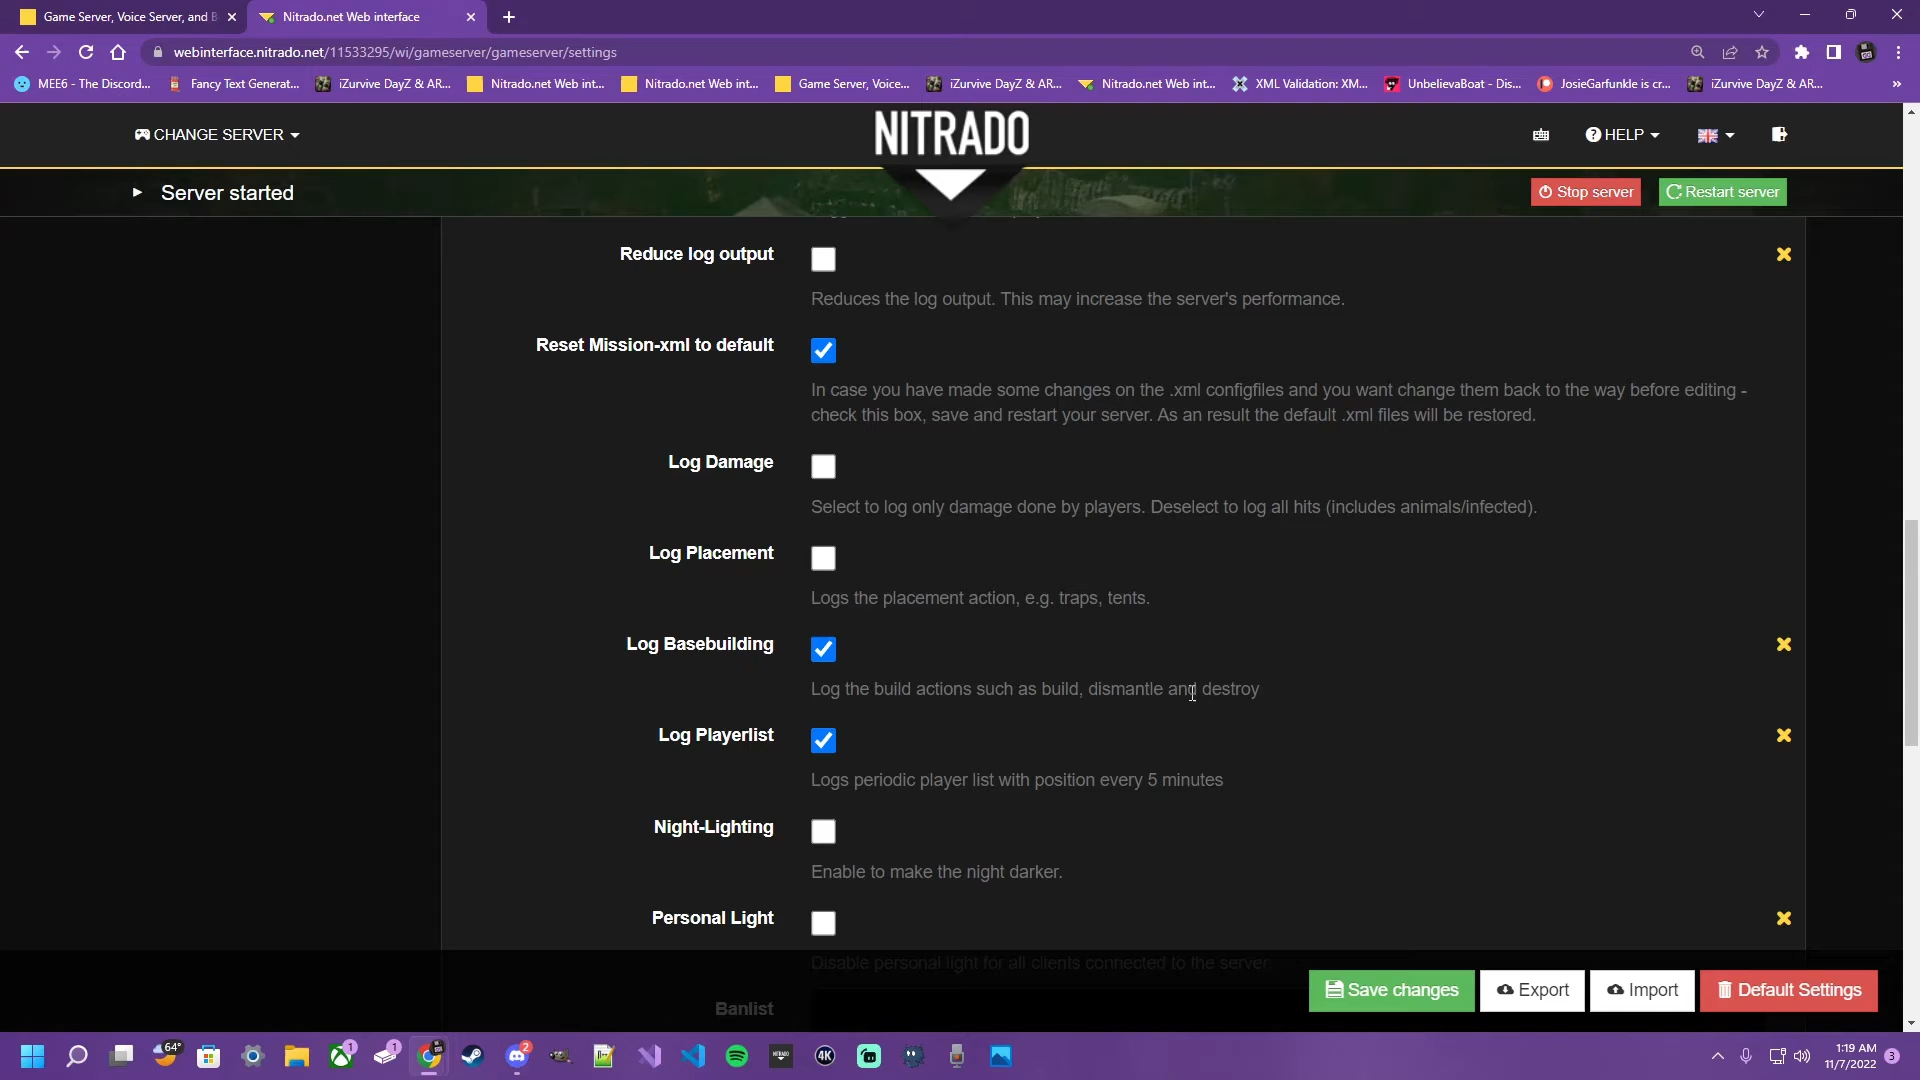 Game Server, Voice Server, and B
Nitrado.net Web interface
webinterface.nitrado.net/11533295/wi/gameserver/gameserver/settings
MEE6 - The Discord...
Fancy Text Generat...
iZurvive DayZ & AR...
Nitrado.net Web int...
Nitrado.net Web int...
Game Server, Voice...
iZurvive DayZ & AR...
Nitrado.net Web int...
XML Validation: XM...
UnbelievaBoat - Dis...
JosieGarfunkle is cr...
iZurvive DayZ & AR...
CHANGE SERVER
NITRADO
HELP
Server started
Stop server
Restart server
Reduce log output
Reduces the log output. This may increase the server's performance.
Reset Mission-xml to default
In case you have made some changes on the .xml configfiles and you want change them back to the way before editing -
check this box, save and restart your server. As an result the default .xml files will be restored.
Log Damage
Select to log only damage done by players. Deselect to log all hits (includes animals/infected).
Log Placement
Logs the placement action, e.g. traps, tents.
Log Basebuilding
Log the build actions such as build, dismantle and destroy
Log Playerlist
Logs periodic player list with position every 5 minutes
Night-Lighting
Enable to make the night darker.
Personal Light
Disable personal light for all clients connected to the server
Banlist
Save changes
Export
Import
Default Settings
64°
1
1
2
NITRADO
4K
1:19 AM
11/7/2022
3